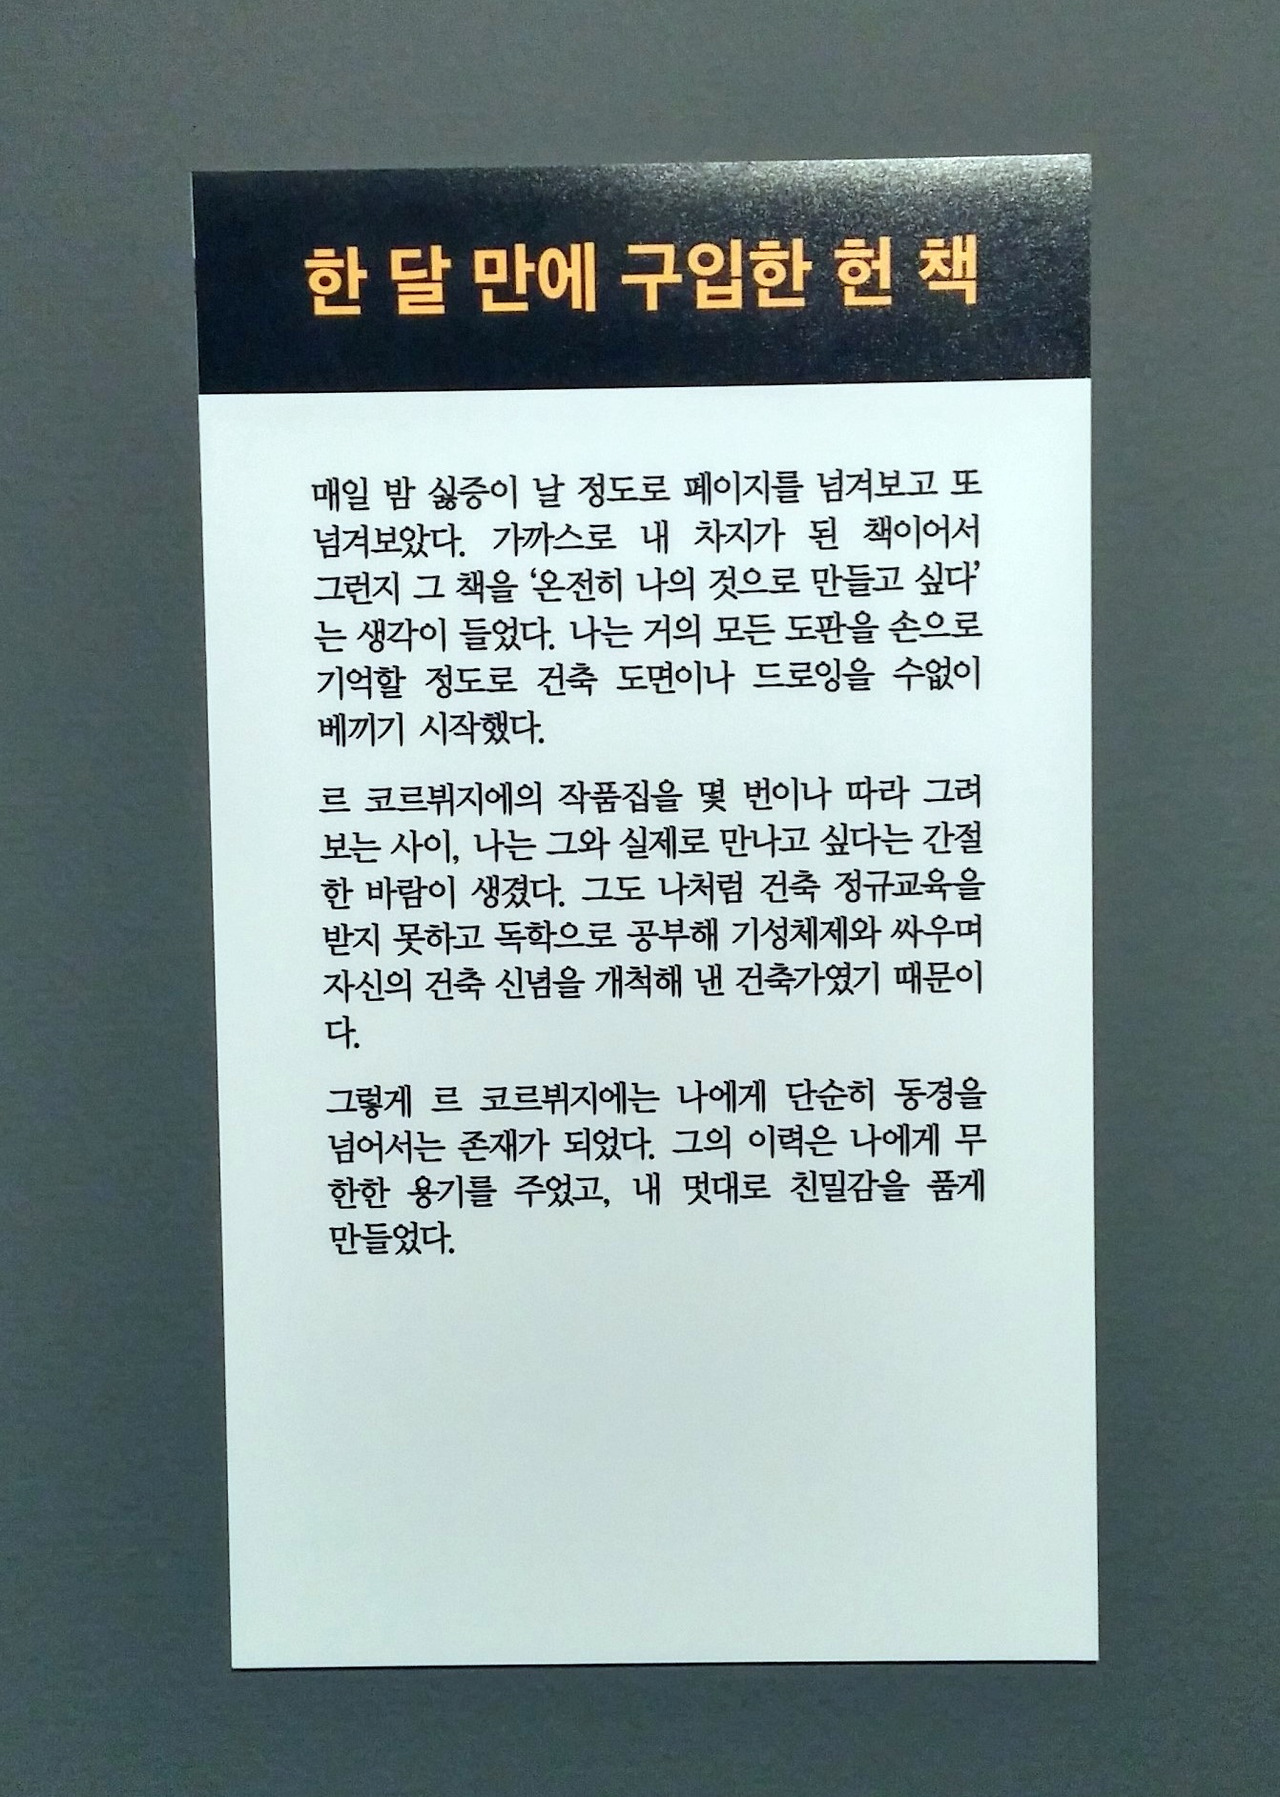 한 달 만에 구입한 헌 책
매일 밤 싫증이 날 정도로 페이지를 넘겨보고 또
넘겨보았다. 가까스로 내 차지가 된 책이어서
그런지 그 책을 ‘온전히 나의 것으로 만들고 싶다’
는 생각이 들었다. 나는 거의 모든 도판을 손으로
기억할 정도로 건축 도면이나 드로잉을 수없이
베끼기 시작했다.
르 코르뷔지에의 작품집을 몇 번이나 따라 그려
보는 사이, 나는 그와 실제로 만나고 싶다는 간절
한 바람이 생겼다. 그도 나처럼 건축 정규교육을
받지 못하고 독학으로 공부해 기성체제와 싸우며
자신의 건축 신념을 개척해 낸 건축가였기 때문이
다.
그렇게 르 코르뷔지에는 나에게 단순히 동경을
넘어서는 존재가 되었다. 그의 이력은 나에게 무
한한 용기를 주었고, 내 멋대로 친밀감을 품게
만들었다.